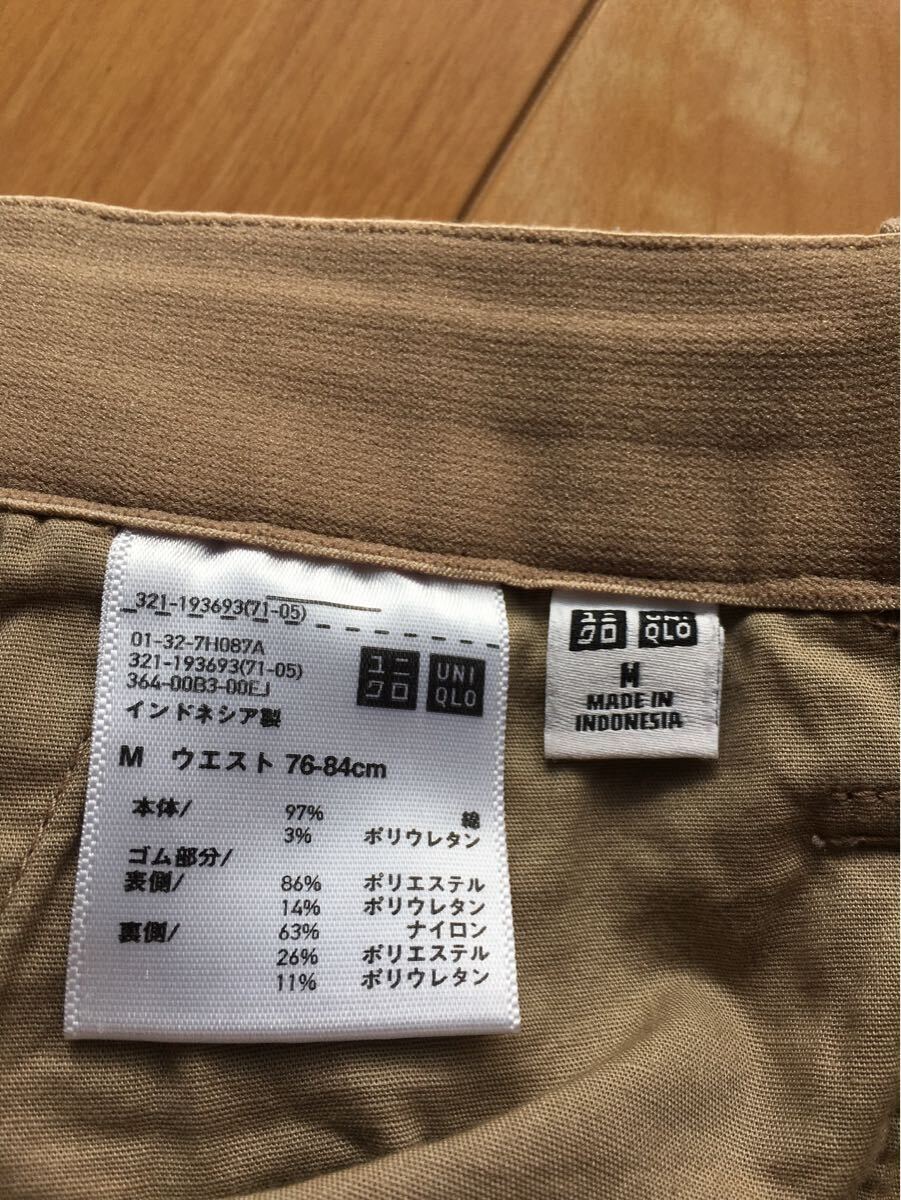 321-193693(71-05)
01-32-7H087A
321-193693(71-05)
364-00B3-00EJ
ユニクロ
UNIQLO
インドネシア製
M ウエスト 76-84cm
本体/ 97% 綿
3% ポリウレタン
ゴム部分/
表側/ 86% ポリエステル
14% ポリウレタン
裏側/ 63% ナイロン
26% ポリエステル
11% ポリウレタン
ユニクロ
UNIQLO
M
MADE IN
INDONESIA